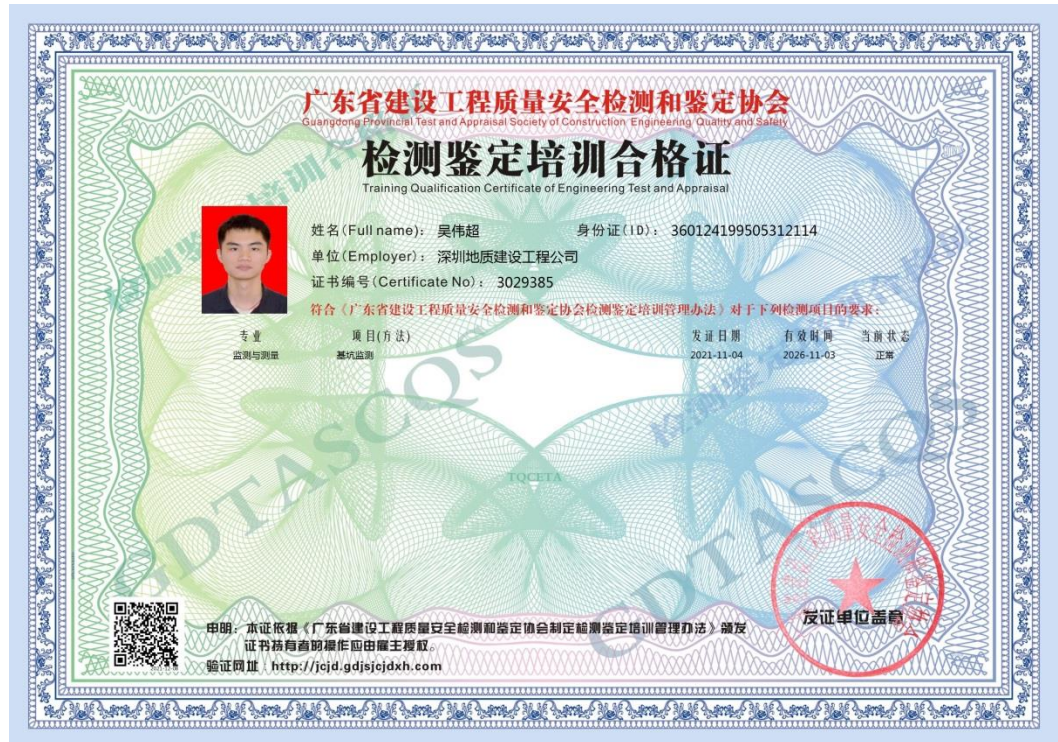 广东省建设工程质量安全检测和鉴定协会
Guangdong Provincial Test and Appraisal Society of Construction Engineering Quality and Safety
检测鉴定培训合格证
Training Qualification Certificate of Engineering Test and Appraisal
姓名(Full name): 吴伟超 身份证(ID): 360124199505312114
单位(Employer): 深圳地质建设工程公司
证书编号(Certificate No): 3029385
符合《广东省建设工程质量安全检测和鉴定协会检测鉴定培训管理办法》对于下列检测项目的要求:
专业 项目(方法) 发证日期 有效时间 当前状态
监测与测量 基坑监测 2021-11-04 2026-11-03 正常
GDTASCQS
GDTASCQS
TQCETA
发证单位盖章
申明:本证依据《广东省建设工程质量安全检测和鉴定协会制定检测鉴定培训管理办法》颁发
证书持有者的操作应由雇主授权。
验证网址:http://jcjd.gdjsjcjdxh.com